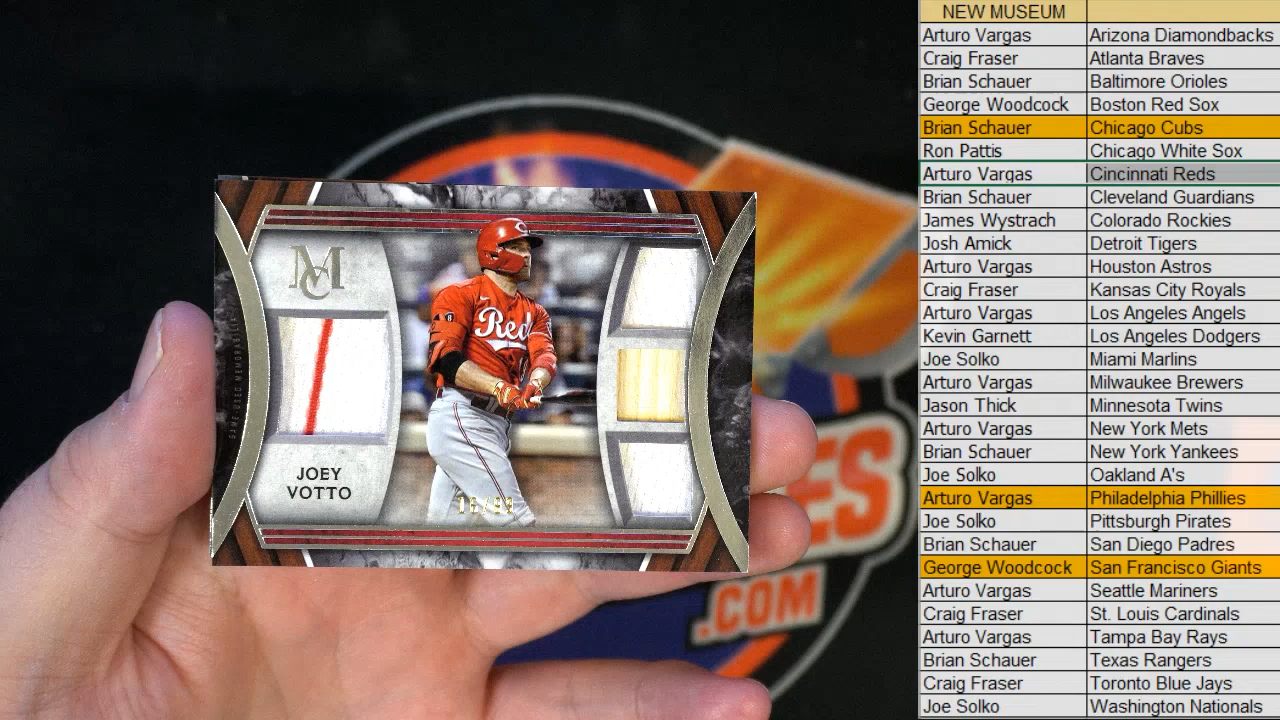 NEW MUSEUM
Arturo Vargas Arizona Diamondbacks
Craig Fraser Atlanta Braves
Brian Schauer Baltimore Orioles
George Woodcock Boston Red Sox
Brian Schauer Chicago Cubs
Ron Pattis Chicago White Sox
Arturo Vargas Cincinnati Reds
Brian Schauer Cleveland Guardians
James Wystrach Colorado Rockies
Josh Amick Detroit Tigers
Arturo Vargas Houston Astros
Craig Fraser Kansas City Royals
Arturo Vargas Los Angeles Angels
Kevin Garnett Los Angeles Dodgers
Joe Solko Miami Marlins
Arturo Vargas Milwaukee Brewers
Jason Thick Minnesota Twins
Arturo Vargas New York Mets
Brian Schauer New York Yankees
Joe Solko Oakland A's
Arturo Vargas Philadelphia Phillies
Joe Solko Pittsburgh Pirates
Brian Schauer San Diego Padres
George Woodcock San Francisco Giants
Arturo Vargas Seattle Mariners
Craig Fraser St. Louis Cardinals
Arturo Vargas Tampa Bay Rays
Brian Schauer Texas Rangers
Craig Fraser Toronto Blue Jays
Joe Solko Washington Nationals
MC
Reds
JOEY
VOTTO
.COM